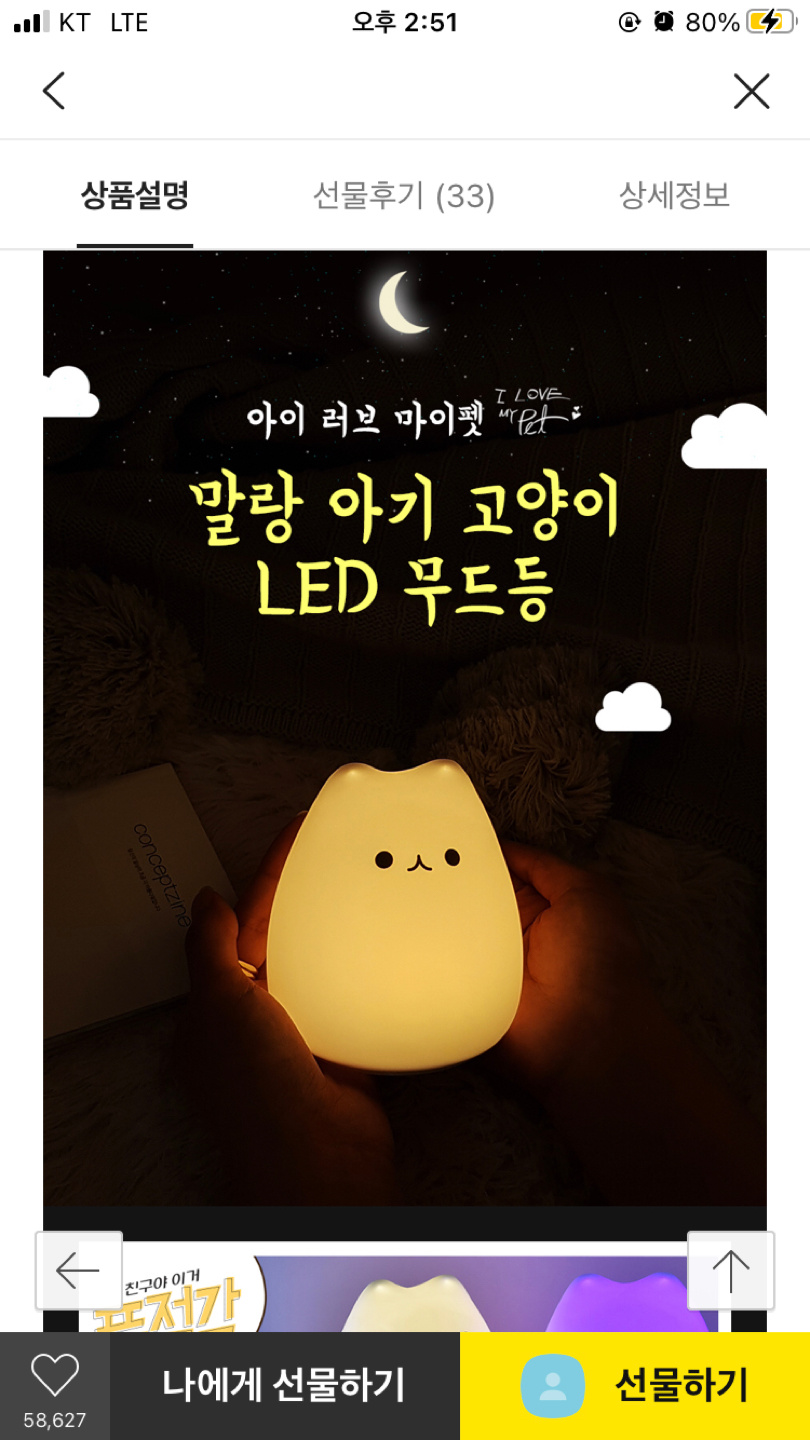 KT LTE 오후 2:51 80%
상품설명 선물후기 (33) 상세정보
아이 러브 마이펫 I LOVE MY Pet
말랑 아기 고양이
LED 무드등
conceptzine
친구야 이거
나에게 선물하기 선물하기
58,627